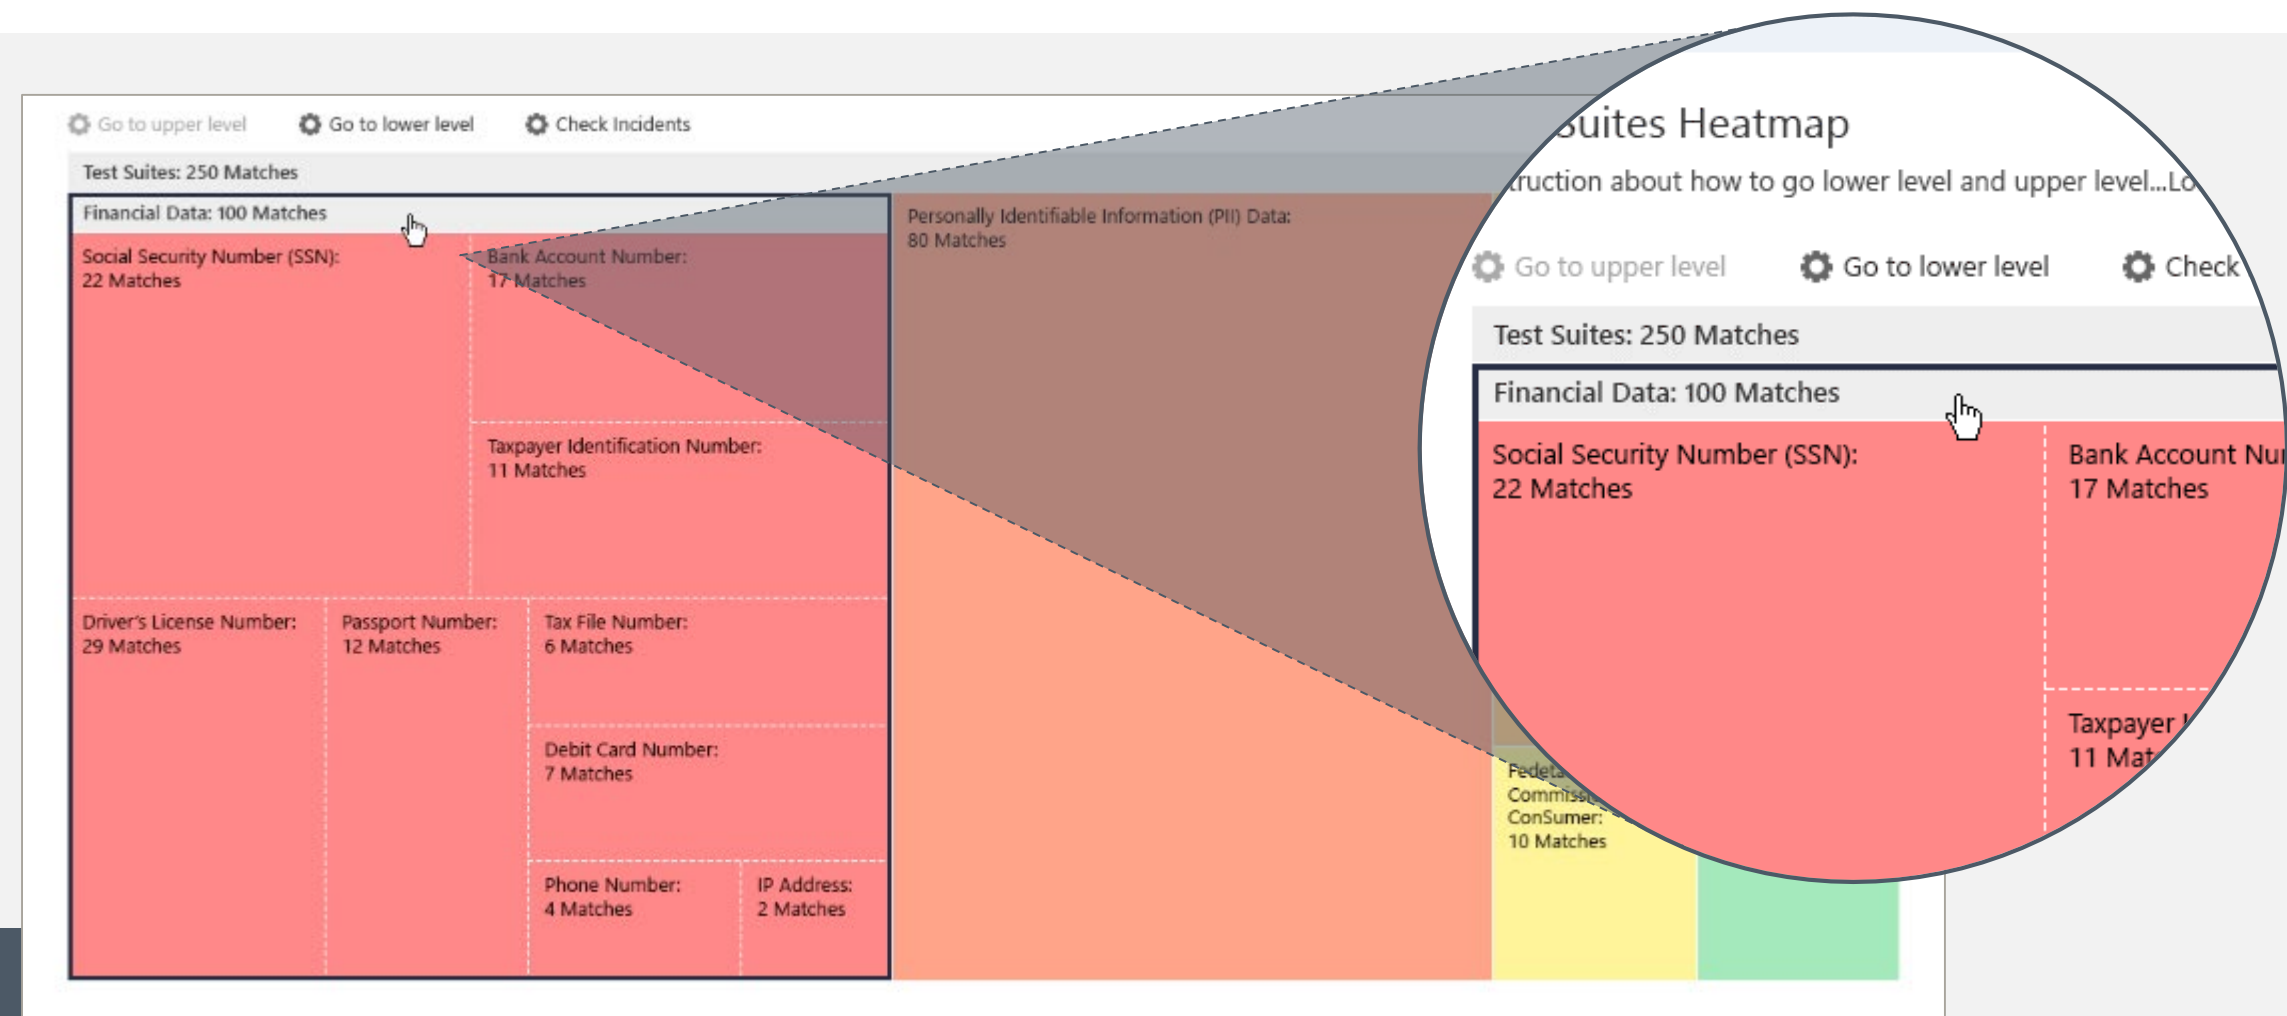 Go to upper level
Go to lower level
Check Incidents
Test Suites: 250 Matches
Financial Data: 100 Matches
Social Security Number (SSN):
22 Matches
Bank Account Number:
17 Matches
Taxpayer Identification Number:
11 Matches
Driver's License Number:
29 Matches
Passport Number:
12 Matches
Tax File Number:
6 Matches
Debit Card Number:
7 Matches
Phone Number:
4 Matches
IP Address:
2 Matches
Personally Identifiable Information (PII) Data:
80 Matches
ConSumer:
10 Matches
Suites Heatmap
truction about how to go lower level and upper level...Lo
Go to upper level
Go to lower level
Check
Test Suites: 250 Matches
Financial Data: 100 Matches
Social Security Number (SSN):
22 Matches
Bank Account Nu
17 Matches
Taxpayer
11 Mat